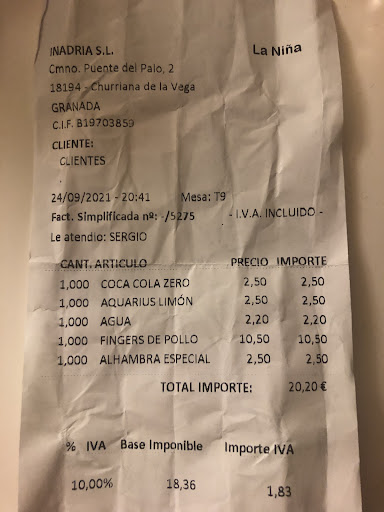 INADRIA S.L. La Niña
Cmno. Puente del Palo, 2
18194 - Churriana de la Vega
GRANADA
C.I.F. B19703859
CLIENTE:
CLIENTES
.
24/09/2021 - 20:41 Mesa: T9
Fact. Simplificada nº: -/5275 - I.V.A. INCLUIDO -
Le atendio: SERGIO
CANT. ARTICULO PRECIO IMPORTE
1,000 COCA COLA ZERO 2,50 2,50
1,000 AQUARIUS LIMÓN 2,50 2,50
1,000 AGUA 2,20 2,20
1,000 FINGERS DE POLLO 10,50 10,50
1,000 ALHAMBRA ESPECIAL 2,50 2,50
TOTAL IMPORTE: 20,20 €
% IVA Base Imponible Importe IVA
10,00% 18,36 1,83